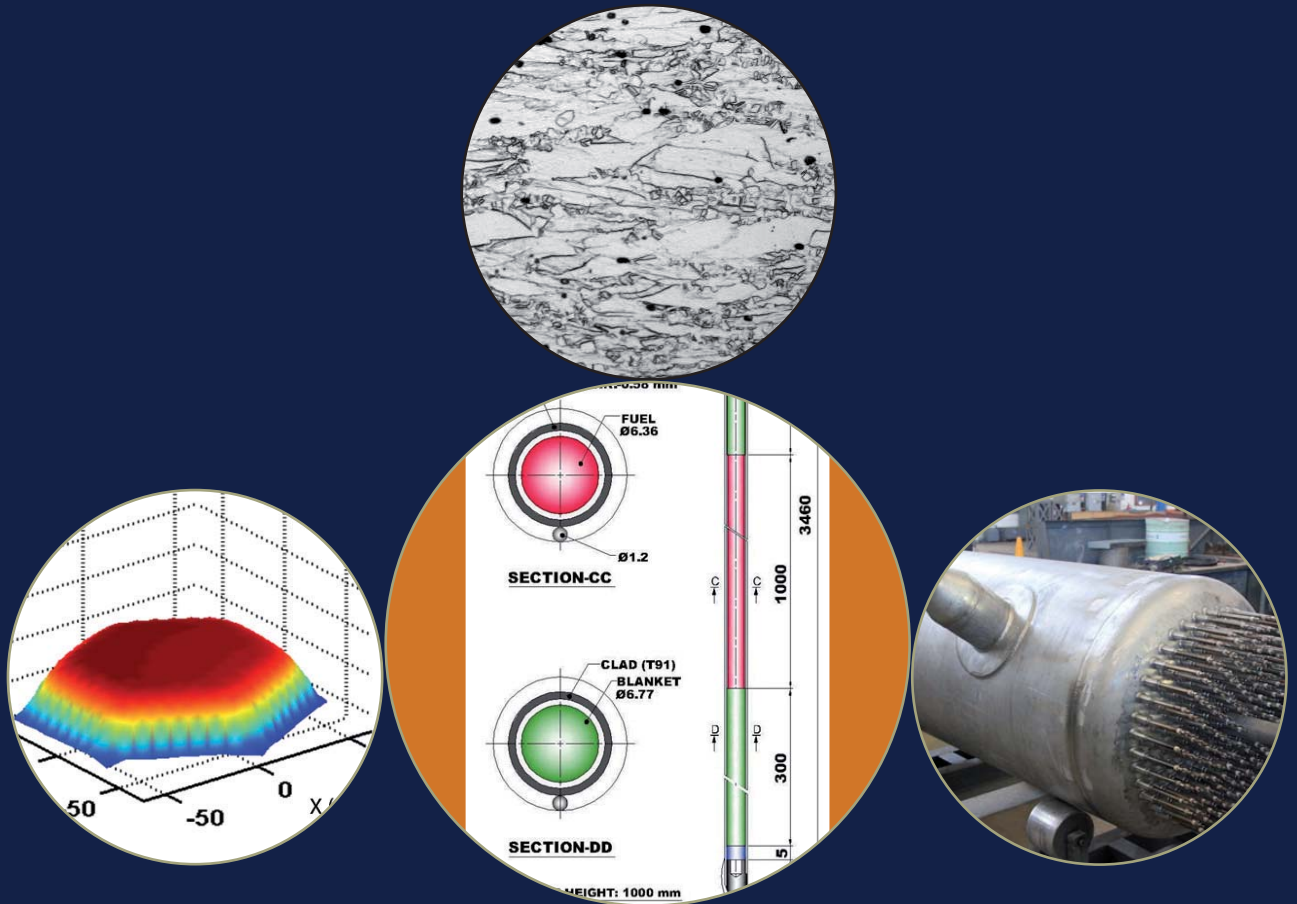 FUEL
Ø6.36
Ø1.2
SECTION-CC
C
C
3460
1000
CLAD (T91)
BLANKET
Ø6.77
D
D
300
SECTION-DD
5
HEIGHT: 1000 mm
50
-50
0
X